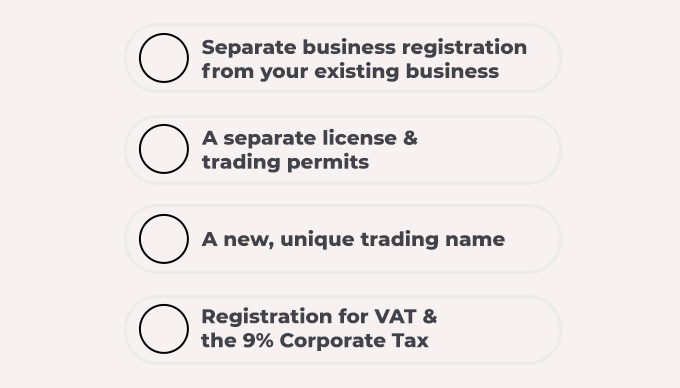 Separate business registration
from your existing business
A separate license &
trading permits
A new, unique trading name
Registration for VAT &
the 9% Corporate Tax